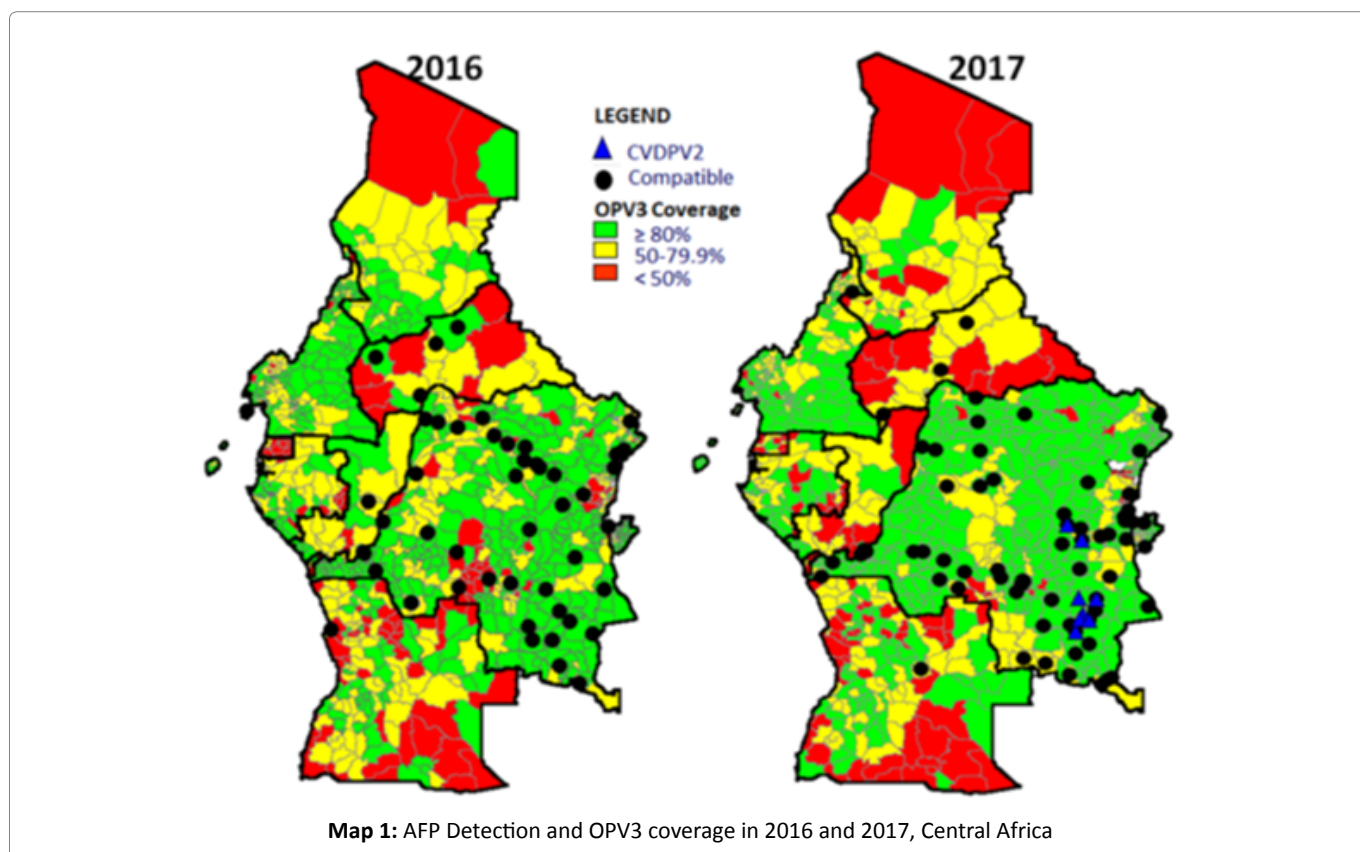 2016
2017
LEGEND
CVDPV2
Compatible
OPV3 Coverage
≥ 80%
50-79.9%
< 50%
Map 1: AFP Detection and OPV3 coverage in 2016 and 2017, Central Africa